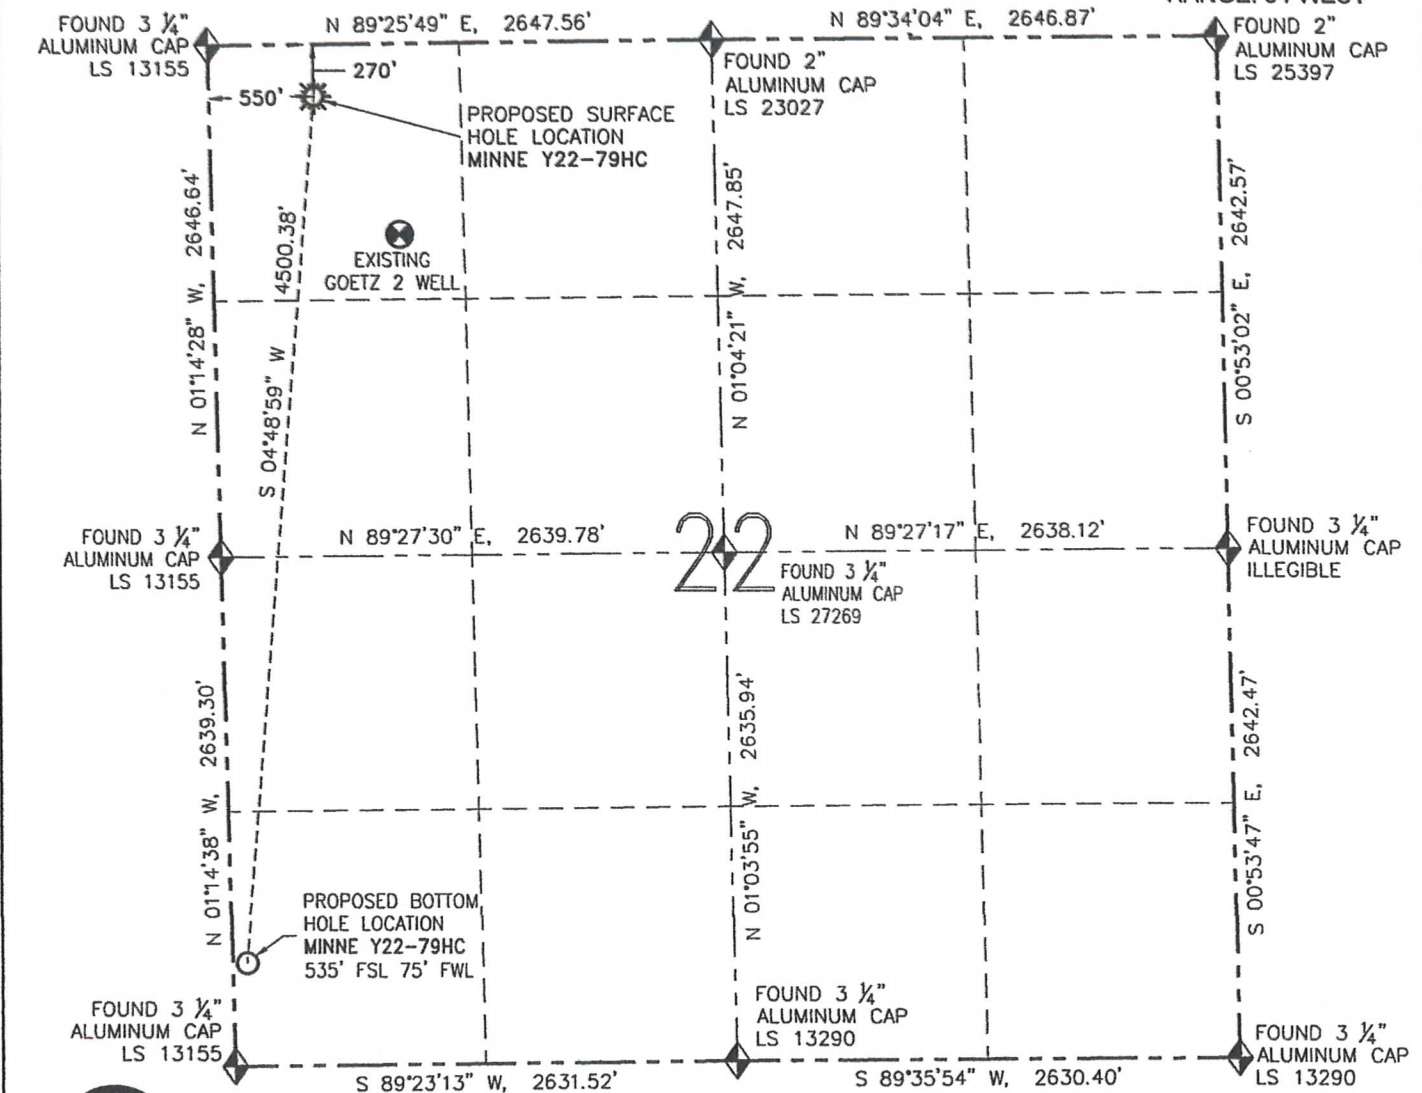 FOUND 3 ¼"
ALUMINUM CAP
LS 13155
N 89°25'49" E, 2647.56'
N 89°34'04" E, 2646.87'
FOUND 2"
ALUMINUM CAP
LS 25397
FOUND 2"
ALUMINUM CAP
LS 23027
270'
550'
PROPOSED SURFACE
HOLE LOCATION
MINNE Y22-79HC
N 01°14'28" W, 2646.64'
4500.38'
S 04°48'59" W
EXISTING
GOETZ 2 WELL
N 01°04'21" W, 2647.85'
S 00°53'02" E, 2642.57'
FOUND 3 ¼"
ALUMINUM CAP
LS 13155
N 89°27'30" E, 2639.78'
22
N 89°27'17" E, 2638.12'
FOUND 3 ¼"
ALUMINUM CAP
ILLEGIBLE
FOUND 3 ¼"
ALUMINUM CAP
LS 27269
N 01°14'38" W, 2639.30'
N 01°03'55" W, 2635.94'
S 00°53'47" E, 2642.47'
PROPOSED BOTTOM
HOLE LOCATION
MINNE Y22-79HC
535' FSL 75' FWL
FOUND 3 ¼"
ALUMINUM CAP
LS 13155
FOUND 3 ¼"
ALUMINUM CAP
LS 13290
FOUND 3 ¼"
ALUMINUM CAP
LS 13290
S 89°23'13" W, 2631.52'
S 89°35'54" W, 2630.40'